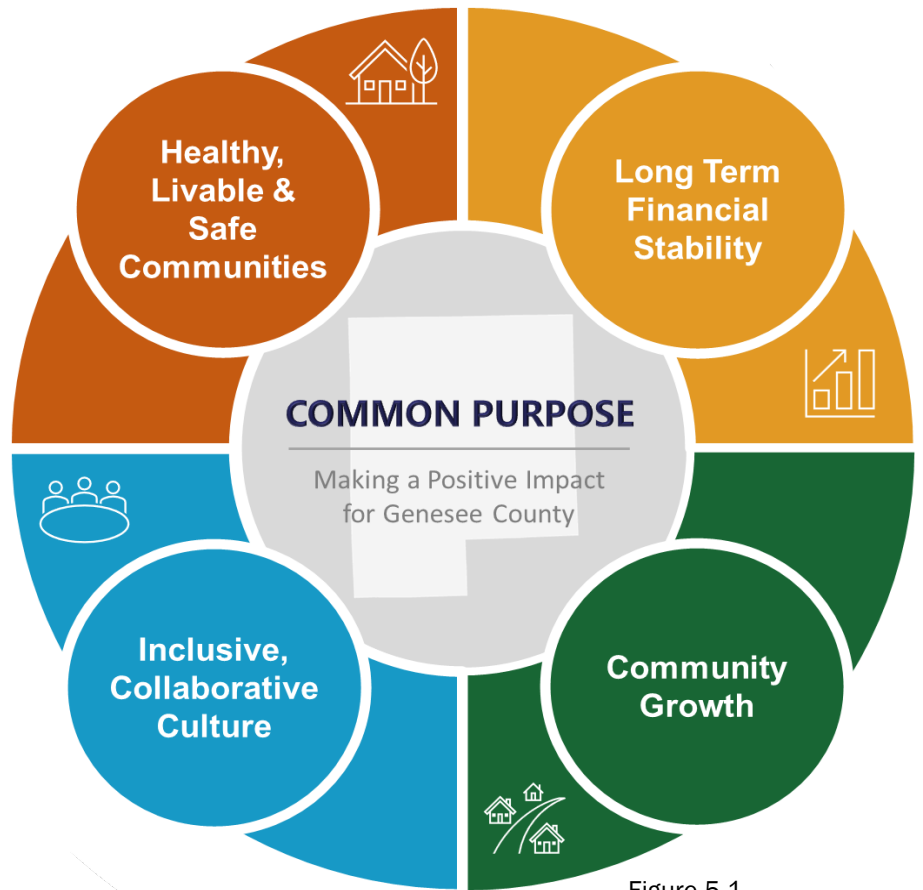 Healthy,
Livable &
Safe
Communities
Long Term
Financial
Stability
COMMON PURPOSE
Making a Positive Impact
for Genesee County
Inclusive,
Collaborative
Culture
Community
Growth
Figure 5-1